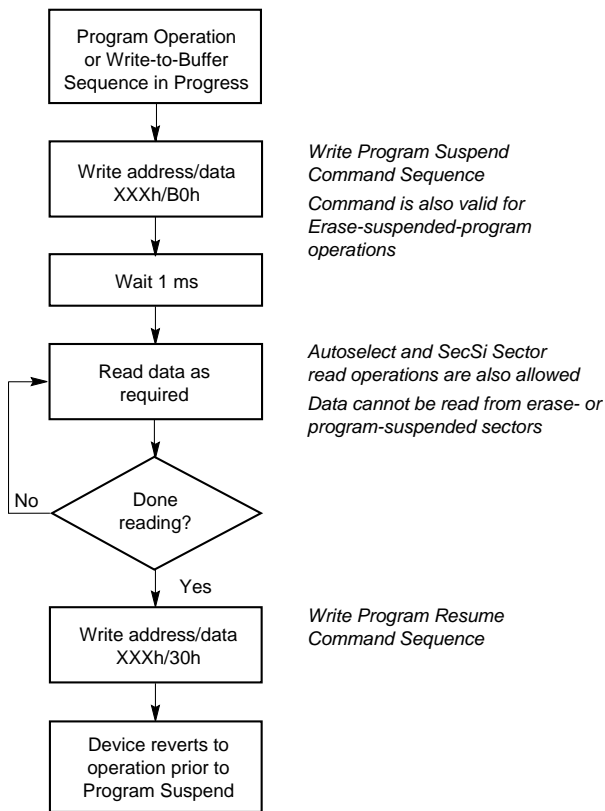 Program Operation
or Write-to-Buffer
Sequence in Progress
Write address/data
XXXh/B0h
Write Program Suspend
Command Sequence
Command is also valid for
Erase-suspended-program
operations
Wait 1 ms
Read data as
required
Autoselect and SecSi Sector
read operations are also allowed
Data cannot be read from erase- or
program-suspended sectors
No
Done
reading?
Yes
Write address/data
XXXh/30h
Write Program Resume
Command Sequence
Device reverts to
operation prior to
Program Suspend